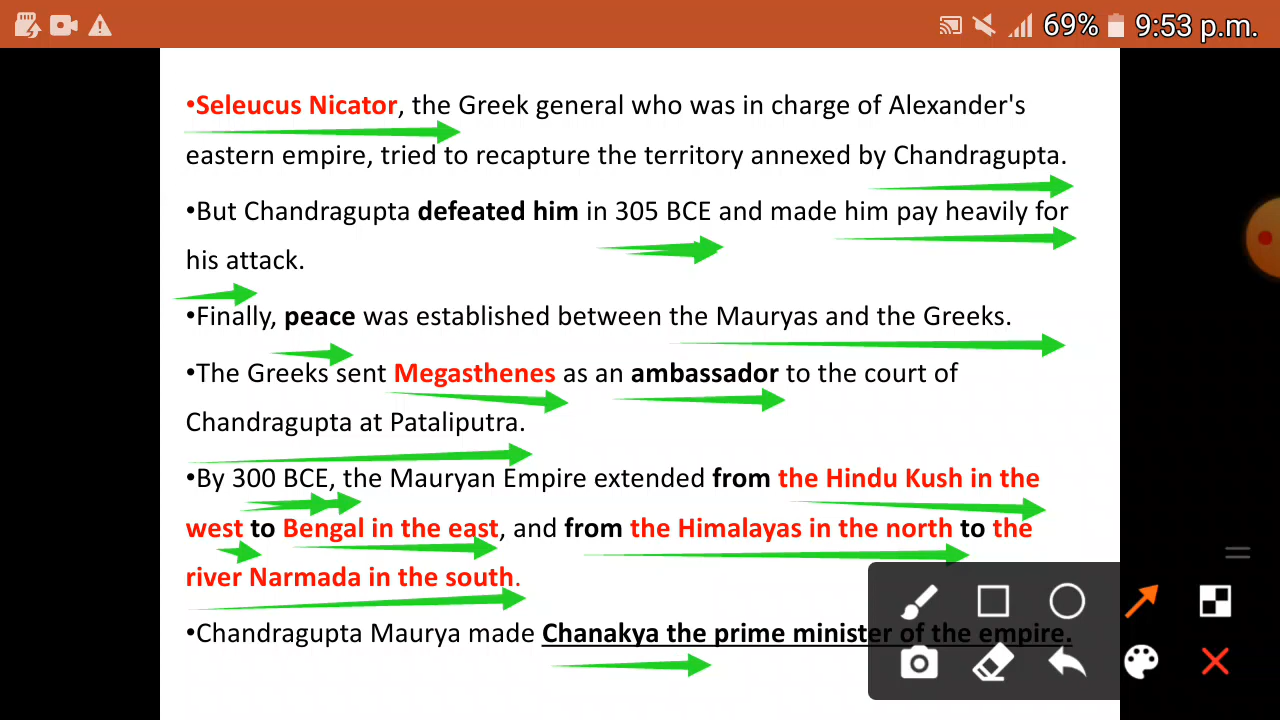 69% 9:53 p.m.
•Seleucus Nicator, the Greek general who was in charge of Alexander's
eastern empire, tried to recapture the territory annexed by Chandragupta.
•But Chandragupta defeated him in 305 BCE and made him pay heavily for
his attack.
•Finally, peace was established between the Mauryas and the Greeks.
•The Greeks sent Megasthenes as an ambassador to the court of
Chandragupta at Pataliputra.
•By 300 BCE, the Mauryan Empire extended from the Hindu Kush in the
west to Bengal in the east, and from the Himalayas in the north to the
river Narmada in the south.
•Chandragupta Maurya made Chanakya the prime minister of the empire.